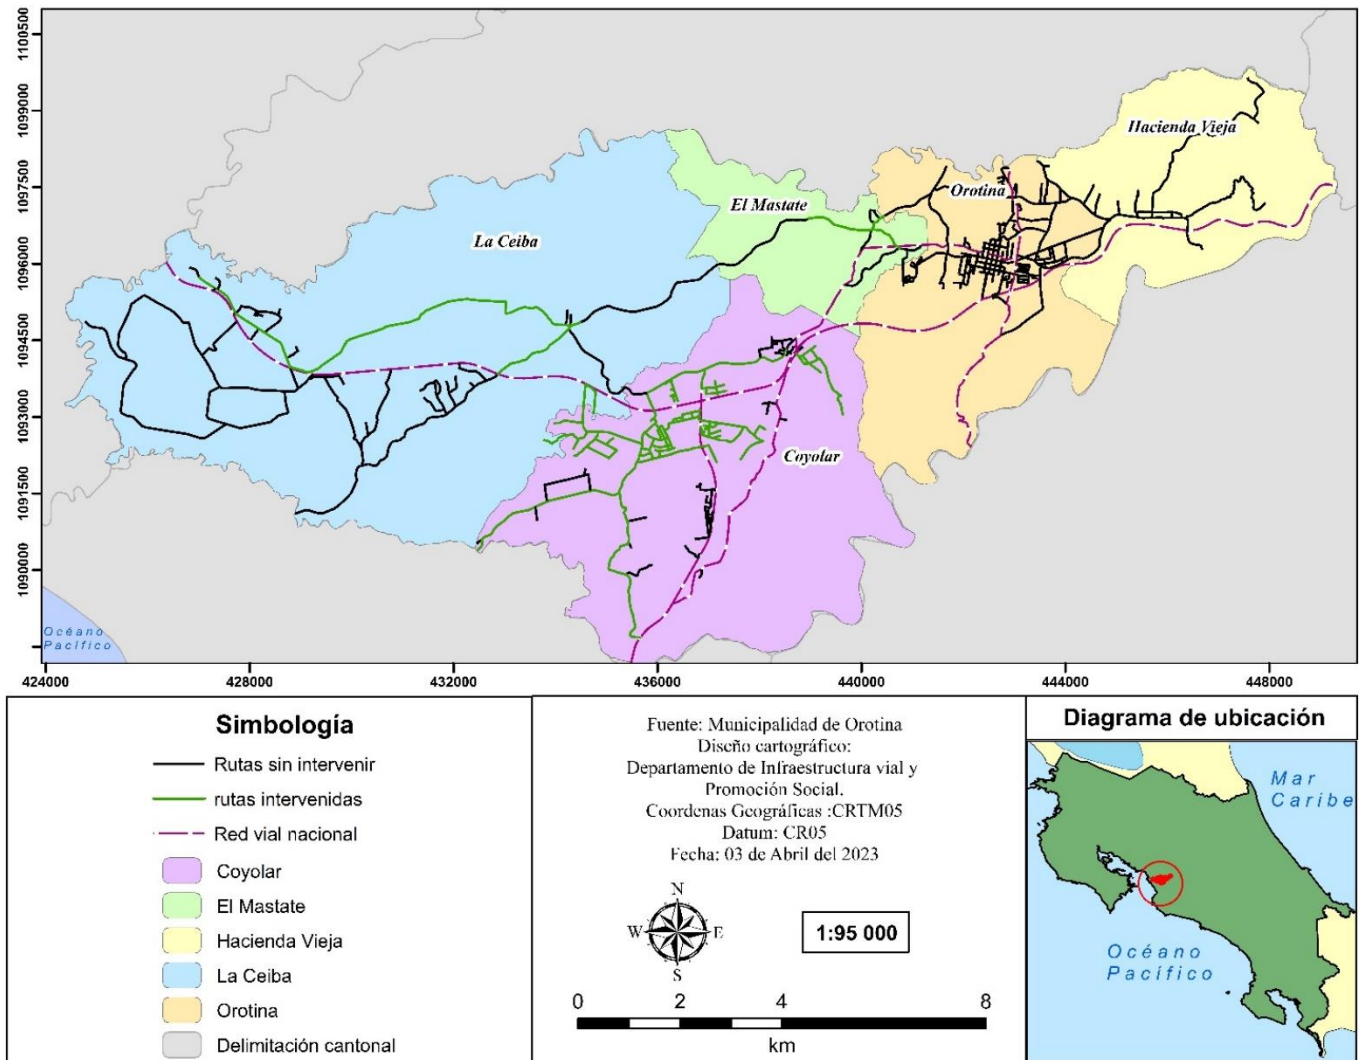 1100500
1099000
1097500
1096000
1094500
1093000
1091500
1090000
Hacienda Vieja
Orotina
El Mastate
La Ceiba
Coyolar
Océano
Pacífico
424000
428000
432000
436000
440000
444000
448000
Simbología
Rutas sin intervenir
rutas intervenidas
Red vial nacional
Coyolar
El Mastate
Hacienda Vieja
La Ceiba
Orotina
Delimitación cantonal
Fuente: Municipalidad de Orotina
Diseño cartográfico:
Departamento de Infraestructura vial y
Promoción Social.
Coordenas Geográficas :CRTM05
Datum: CR05
Fecha: 03 de Abril del 2023
N
W
E
S
1:95 000
0 2 4 8
km
Diagrama de ubicación
Mar
Caribe
Océano
Pacífico